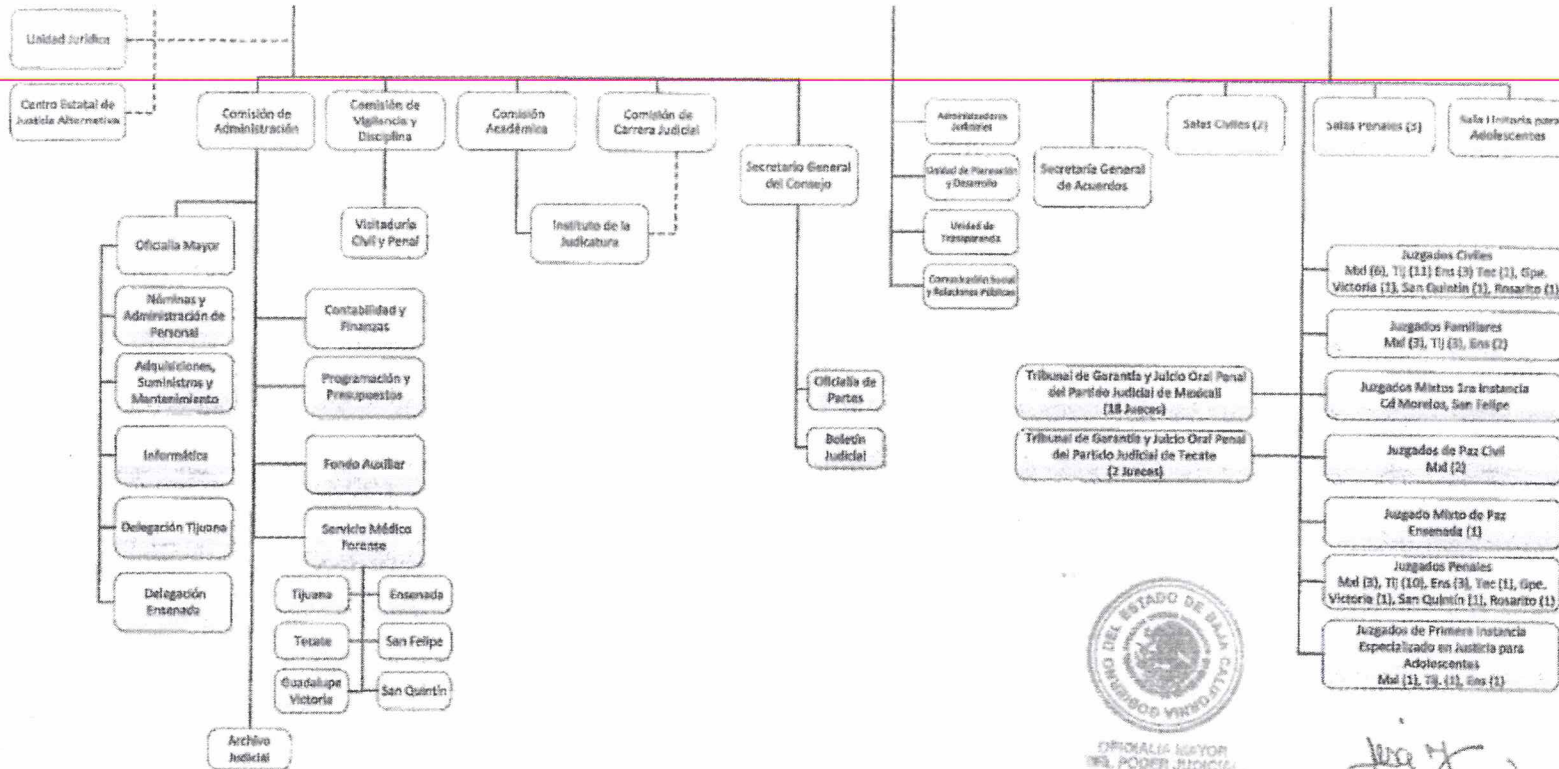 Unidad Jurídica
Centro Estatal de
Justicia Alternativa
Comisión de
Administración
Comisión de
Vigilancia y
Disciplina
Comisión
Académica
Comisión de
Carrera Judicial
Secretario General
del Consejo
Administradores
Judiciales
Unidad de Planeación
y Desarrollo
Unidad de
Transparencia
Comunicación Social
y Relaciones Públicas
Secretaría General
de Acuerdos
Salas Civiles (2)
Salas Penales (3)
Sala Unitaria para
Adolescentes
Visitaduría
Civil y Penal
Instituto de la
Judicatura
Oficialía Mayor
Nóminas y
Administración de
Personal
Adquisiciones,
Suministros y
Mantenimiento
Informática
Delegación Tijuana
Delegación
Ensenada
Contabilidad y
Finanzas
Programación y
Presupuestos
Fondo Auxiliar
Servicio Médico
Forense
Tijuana
Ensenada
Tecate
San Felipe
Guadalupe
Victoria
San Quintín
Archivo
Judicial
Oficialía de
Partes
Boletín
Judicial
Tribunal de Garantía y Juicio Oral Penal
del Partido Judicial de Mexicali
(18 Jueces)
Tribunal de Garantía y Juicio Oral Penal
del Partido Judicial de Tecate
(2 Jueces)
Juzgados Civiles
Mxl (6), Tij (11) Ens (3) Tec (1), Gpe.
Victoria (1), San Quintín (1), Rosarito (1)
Juzgados Familiares
Mxl (3), Tij (3), Ens (2)
Juzgados Mixtos 1ra Instancia
Cd Morelos, San Felipe
Juzgados de Paz Civil
Mxl (2)
Juzgado Mixto de Paz
Ensenada (1)
Juzgados Penales
Mxl (3), Tij (10), Ens (3), Tec (1), Gpe.
Victoria (1), San Quintín (1), Rosarito (1)
Juzgados de Primera Instancia
Especializado en Justicia para
Adolescentes
Mxl (1), Tij. (1), Ens (1)
GOBIERNO DEL ESTADO DE BAJA CALIFORNIA
OFICIALIA MAYOR
DEL PODER JUDICIAL